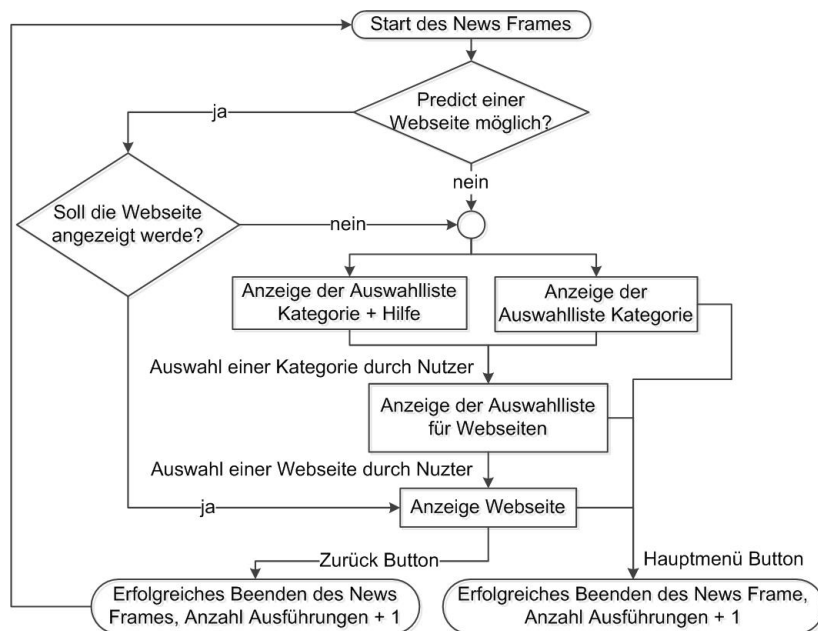 Start des News Frames
Predict einer
Webseite möglich?
ja
nein
Soll die Webseite
angezeigt werde?
nein
Anzeige der Auswahlliste
Kategorie + Hilfe
Anzeige der
Auswahlliste Kategorie
Auswahl einer Kategorie durch Nutzer
Anzeige der Auswahlliste
für Webseiten
Auswahl einer Webseite durch Nuzter
ja
Anzeige Webseite
Zurück Button
Hauptmenü Button
Erfolgreiches Beenden des News
Frames, Anzahl Ausführungen + 1
Erfolgreiches Beenden des News Frame,
Anzahl Ausführungen + 1